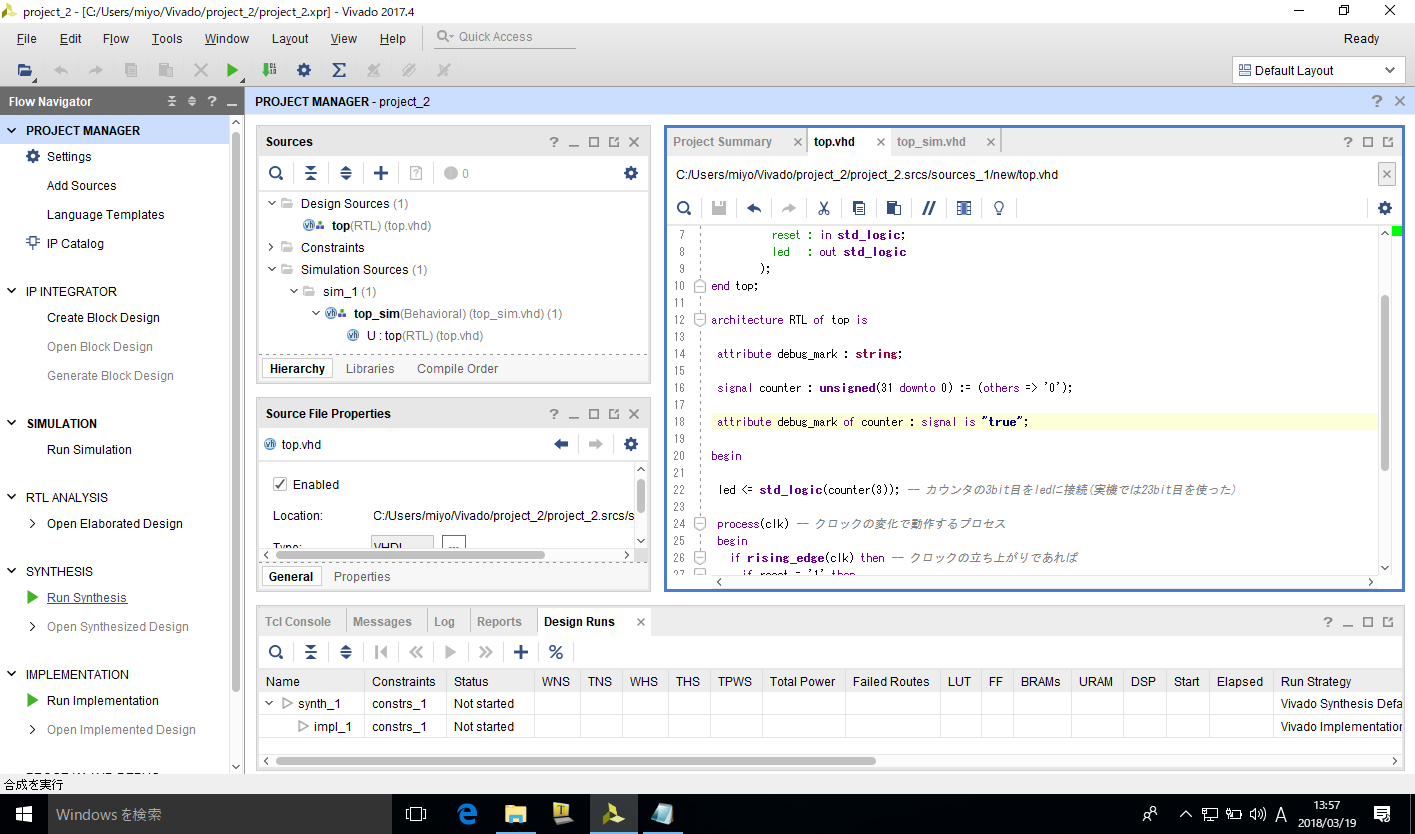 project_2 - [C:/Users/miyo/Vivado/project_2/project_2.xpr] - Vivado 2017.4
File Edit Flow Tools Window Layout View Help Quick Access Ready
Default Layout
Flow Navigator
PROJECT MANAGER - project_2
PROJECT MANAGER
Settings
Add Sources
Language Templates
IP Catalog
IP INTEGRATOR
Create Block Design
Open Block Design
Generate Block Design
SIMULATION
Run Simulation
RTL ANALYSIS
Open Elaborated Design
SYNTHESIS
Run Synthesis
Open Synthesized Design
IMPLEMENTATION
Run Implementation
Open Implemented Design
Sources
0
Design Sources (1)
top(RTL) (top.vhd)
Constraints
Simulation Sources (1)
sim_1 (1)
top_sim(Behavioral) (top_sim.vhd) (1)
U : top(RTL) (top.vhd)
Hierarchy Libraries Compile Order
Source File Properties
top.vhd
Enabled
Location: C:/Users/miyo/Vivado/project_2/project_2.srcs/s
Type: VHDL ...
General Properties
Project Summary top.vhd top_sim.vhd
C:/Users/miyo/Vivado/project_2/project_2.srcs/sources_1/new/top.vhd
7 reset : in std_logic;
8 led : out std_logic
9 );
10 end top;
11
12 architecture RTL of top is
13
14 attribute debug_mark : string;
15
16 signal counter : unsigned(31 downto 0) := (others => '0');
17
18 attribute debug_mark of counter : signal is "true";
19
20 begin
21
22 led <= std_logic(counter(3)); -- カウンタの3bit目をledに接続(実機では23bit目を使った)
23
24 process(clk) -- クロックの変化で動作するプロセス
25 begin
26 if rising_edge(clk) then -- クロックの立ち上がりであれば
27 if reset = '1' then
Tcl Console Messages Log Reports Design Runs
Name Constraints Status WNS TNS WHS THS TPWS Total Power Failed Routes LUT FF BRAMs URAM DSP Start Elapsed Run Strategy
synth_1 constrs_1 Not started Vivado Synthesis Defa
impl_1 constrs_1 Not started Vivado Implementation
合成を実行
Windows を検索
A
13:57
2018/03/19